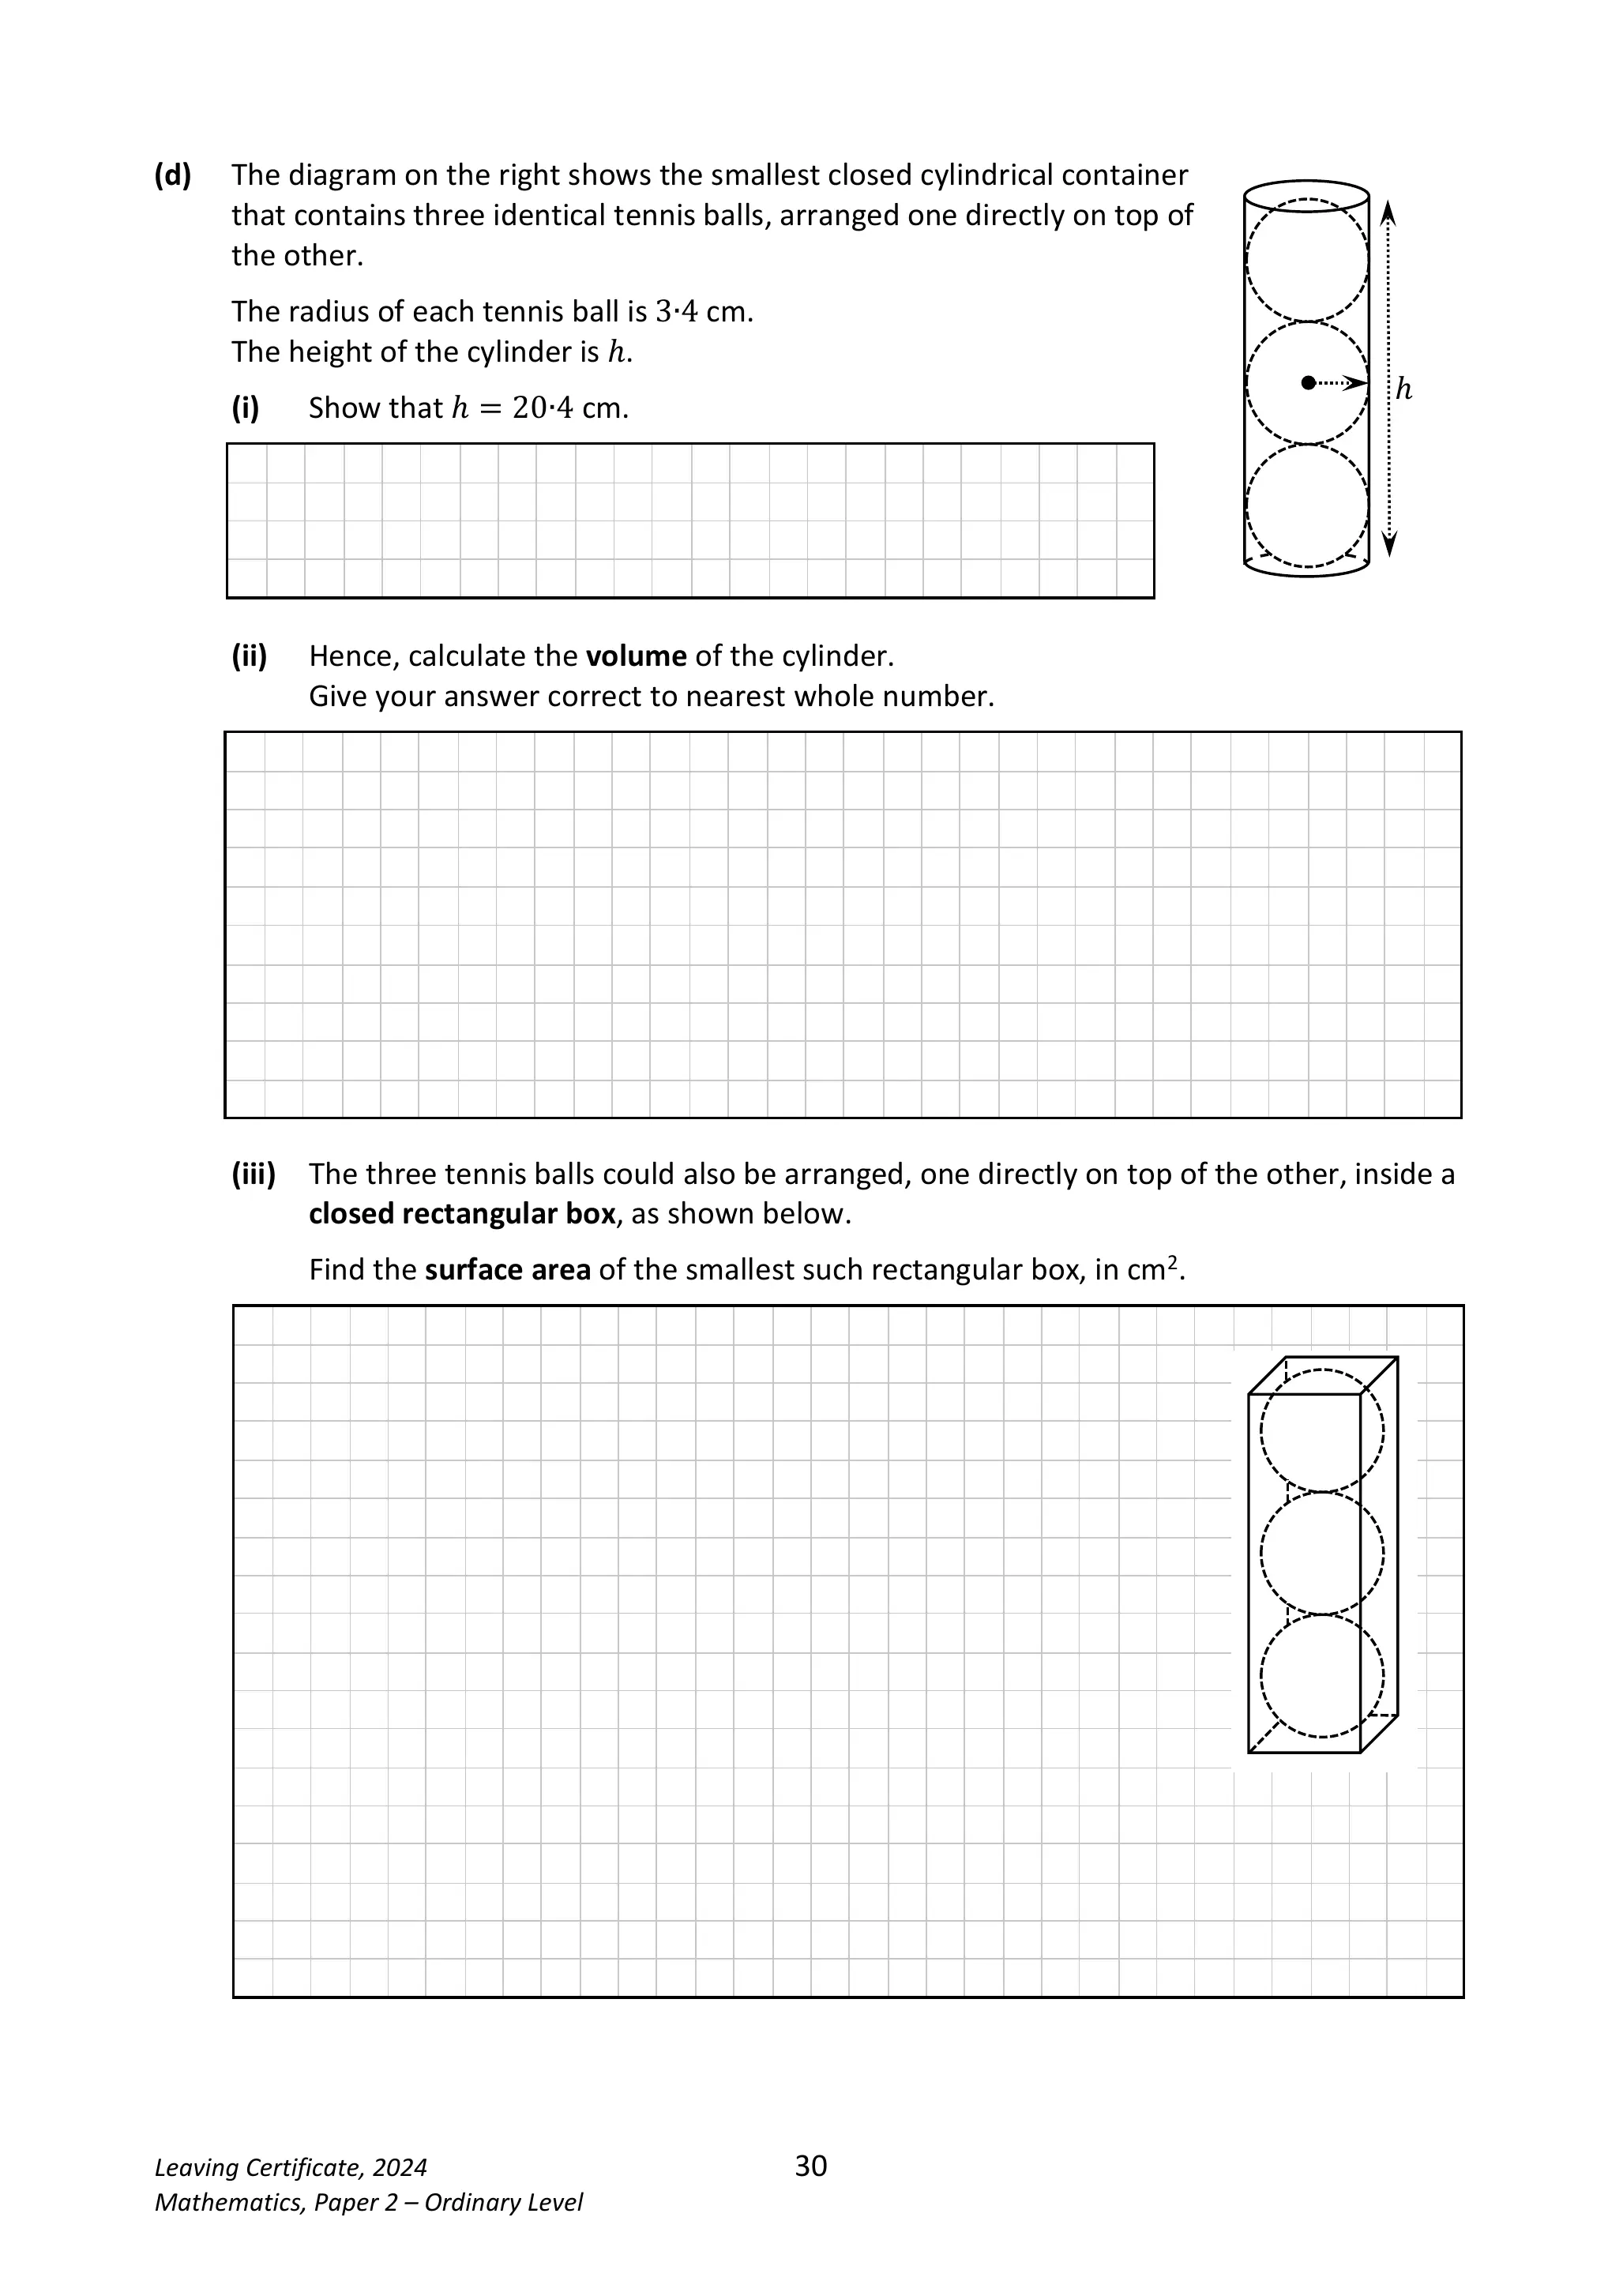 (d) The diagram on the right shows the smallest closed cylindrical container
that contains three identical tennis balls, arranged one directly on top of
the other.
The radius of each tennis ball is 3·4 cm.
The height of the cylinder is h.
h
(i) Show that h = 20·4 cm.
(ii) Hence, calculate the volume of the cylinder.
Give your answer correct to nearest whole number.
(iii) The three tennis balls could also be arranged, one directly on top of the other, inside a
closed rectangular box, as shown below.
Find the surface area of the smallest such rectangular box, in cm².
Leaving Certificate, 2024
30
Mathematics, Paper 2 – Ordinary Level